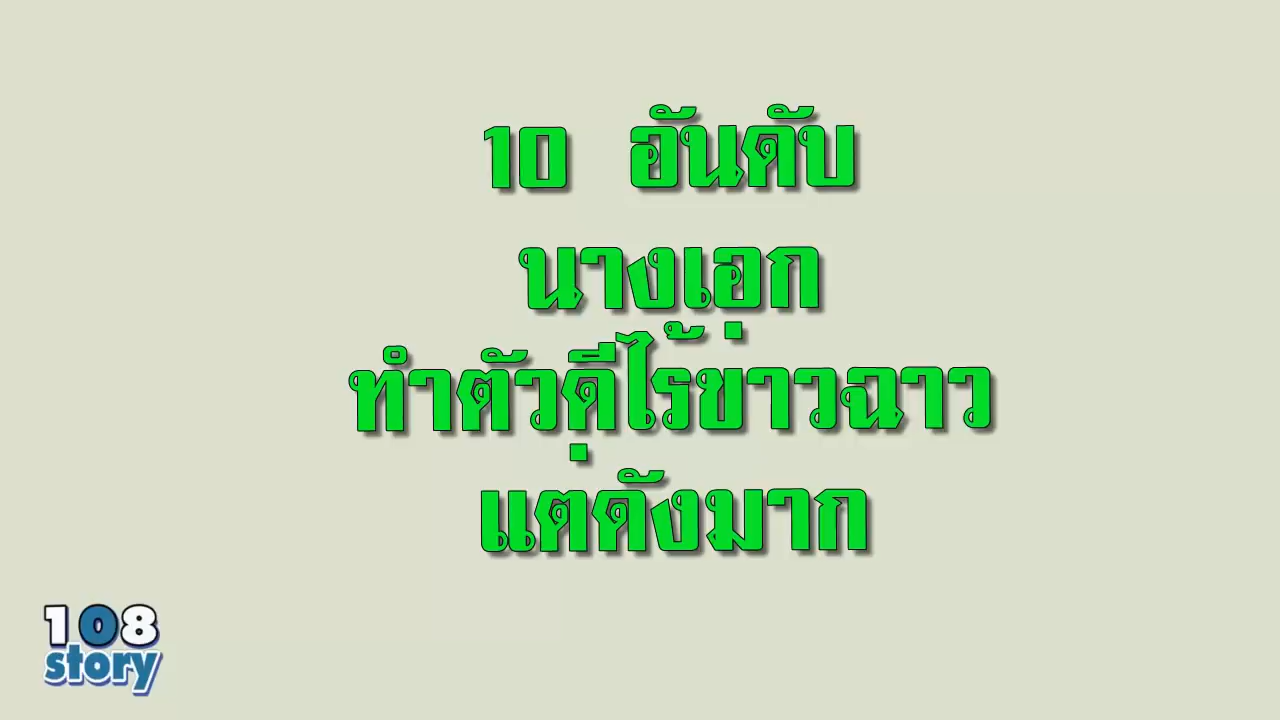 10 อันดับ
นางเอก
ทำตัวดีไร้ข่าวฉาว
แต่ดังมาก
108
story